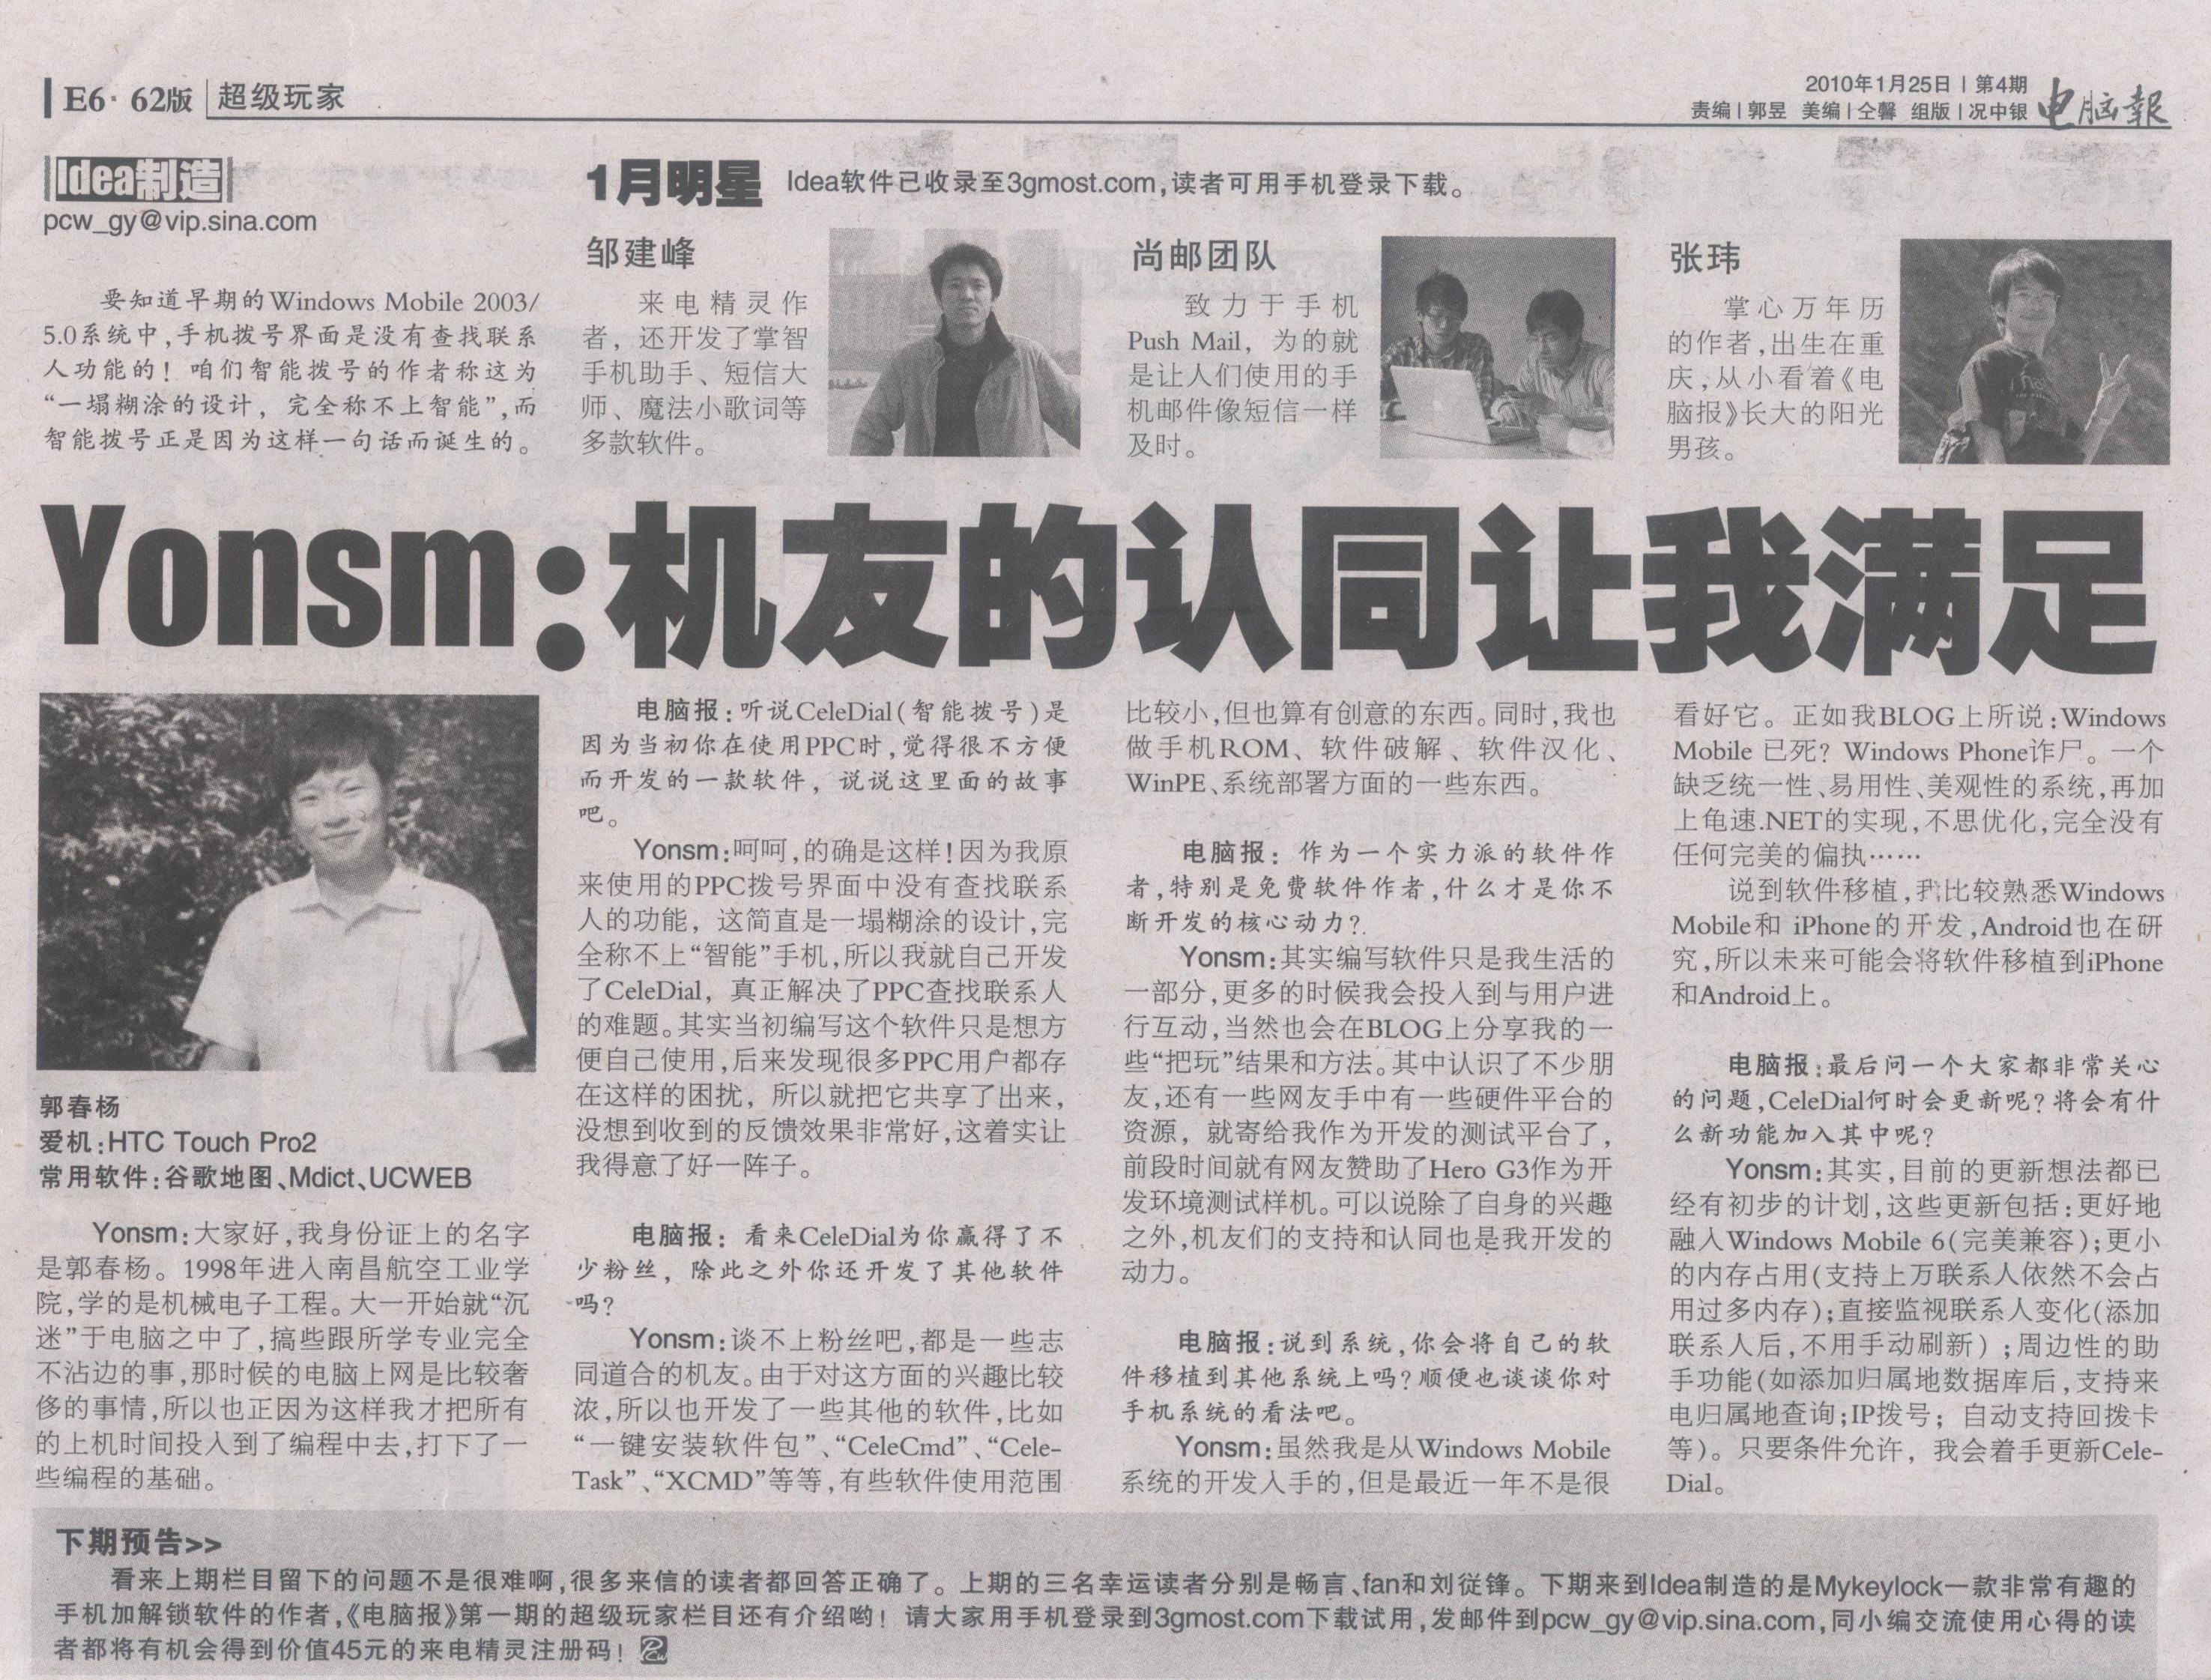 E6·62版 超级玩家
2010年1月25日 | 第4期
责编|郭昱 美编|仝馨 组版|况中银
电脑報
Idea制造
pcw_gy@vip.sina.com
要知道早期的Windows Mobile 2003/
5.0系统中,手机拨号界面是没有查找联系
人功能的！咱们智能拨号的作者称这为
“一塌糊涂的设计，完全称不上智能”,而
智能拨号正是因为这样一句话而诞生的。
1月明星 Idea软件已收录至3gmost.com,读者可用手机登录下载。
邹建峰
来电精灵作
者，还开发了掌智
手机助手、短信大
师、魔法小歌词等
多款软件。
尚邮团队
致力于手机
Push Mail，为的就
是让人们使用的手
机邮件像短信一样
及时。
张玮
掌心万年历
的作者,出生在重
庆,从小看着《电
脑报》长大的阳光
男孩。
Yonsm:机友的认同让我满足
郭春杨
爱机:HTC Touch Pro2
常用软件:谷歌地图、Mdict、UCWEB
Yonsm:大家好,我身份证上的名字
是郭春杨。1998年进入南昌航空工业学
院,学的是机械电子工程。大一开始就“沉
迷”于电脑之中了,搞些跟所学专业完全
不沾边的事,那时候的电脑上网是比较奢
侈的事情,所以也正因为这样我才把所有
的上机时间投入到了编程中去,打下了一
些编程的基础。
电脑报:听说CeleDial(智能拨号)是
因为当初你在使用PPC时,觉得很不方便
而开发的一款软件，说说这里面的故事
吧。
Yonsm:呵呵,的确是这样!因为我原
来使用的PPC拨号界面中没有查找联系
人的功能，这简直是一塌糊涂的设计,完
全称不上“智能”手机,所以我就自己开发
了CeleDial，真正解决了PPC查找联系人
的难题。其实当初编写这个软件只是想方
便自己使用,后来发现很多PPC用户都存
在这样的困扰，所以就把它共享了出来，
没想到收到的反馈效果非常好,这着实让
我得意了好一阵子。
电脑报：看来CeleDial为你赢得了不
少粉丝，除此之外你还开发了其他软件
吗?
Yonsm:谈不上粉丝吧,都是一些志
同道合的机友。由于对这方面的兴趣比较
浓,所以也开发了一些其他的软件,比如
“一键安装软件包”、“CeleCmd”、“Cele-
Task”、“XCMD”等等,有些软件使用范围
比较小,但也算有创意的东西。同时,我也
做手机ROM、软件破解、软件汉化、
WinPE、系统部署方面的一些东西。
电脑报：作为一个实力派的软件作
者,特别是免费软件作者,什么才是你不
断开发的核心动力?
Yonsm:其实编写软件只是我生活的
一部分,更多的时候我会投入到与用户进
行互动,当然也会在BLOG上分享我的一
些“把玩”结果和方法。其中认识了不少朋
友,还有一些网友手中有一些硬件平台的
资源，就寄给我作为开发的测试平台了，
前段时间就有网友赞助了Hero G3作为开
发环境测试样机。可以说除了自身的兴趣
之外,机友们的支持和认同也是我开发的
动力。
电脑报:说到系统,你会将自己的软
件移植到其他系统上吗?顺便也谈谈你对
手机系统的看法吧。
Yonsm:虽然我是从Windows Mobile
系统的开发入手的,但是最近一年不是很
看好它。正如我BLOG上所说:Windows
Mobile 已死? Windows Phone诈尸。一个
缺乏统一性、易用性、美观性的系统,再加
上龟速.NET的实现,不思优化,完全没有
任何完美的偏执……
说到软件移植,我比较熟悉Windows
Mobile和 iPhone的开发,Android也在研
究,所以未来可能会将软件移植到iPhone
和Android上。
电脑报:最后问一个大家都非常关心
的问题,CeleDial何时会更新呢?将会有什
么新功能加入其中呢?
Yonsm:其实,目前的更新想法都已
经有初步的计划,这些更新包括:更好地
融入Windows Mobile 6(完美兼容);更小
的内存占用(支持上万联系人依然不会占
用过多内存);直接监视联系人变化(添加
联系人后,不用手动刷新）;周边性的助
手功能(如添加归属地数据库后,支持来
电归属地查询;IP拨号；自动支持回拨卡
等)。只要条件允许，我会着手更新Cele-
Dial。
下期预告>>
看来上期栏目留下的问题不是很难啊,很多来信的读者都回答正确了。上期的三名幸运读者分别是畅言、fan和刘従锋。下期来到Idea制造的是Mykeylock一款非常有趣的
手机加解锁软件的作者,《电脑报》第一期的超级玩家栏目还有介绍哟！请大家用手机登录到3gmost.com下载试用,发邮件到pcw_gy@vip.sina.com,同小编交流使用心得的读
者都将有机会得到价值45元的来电精灵注册码！